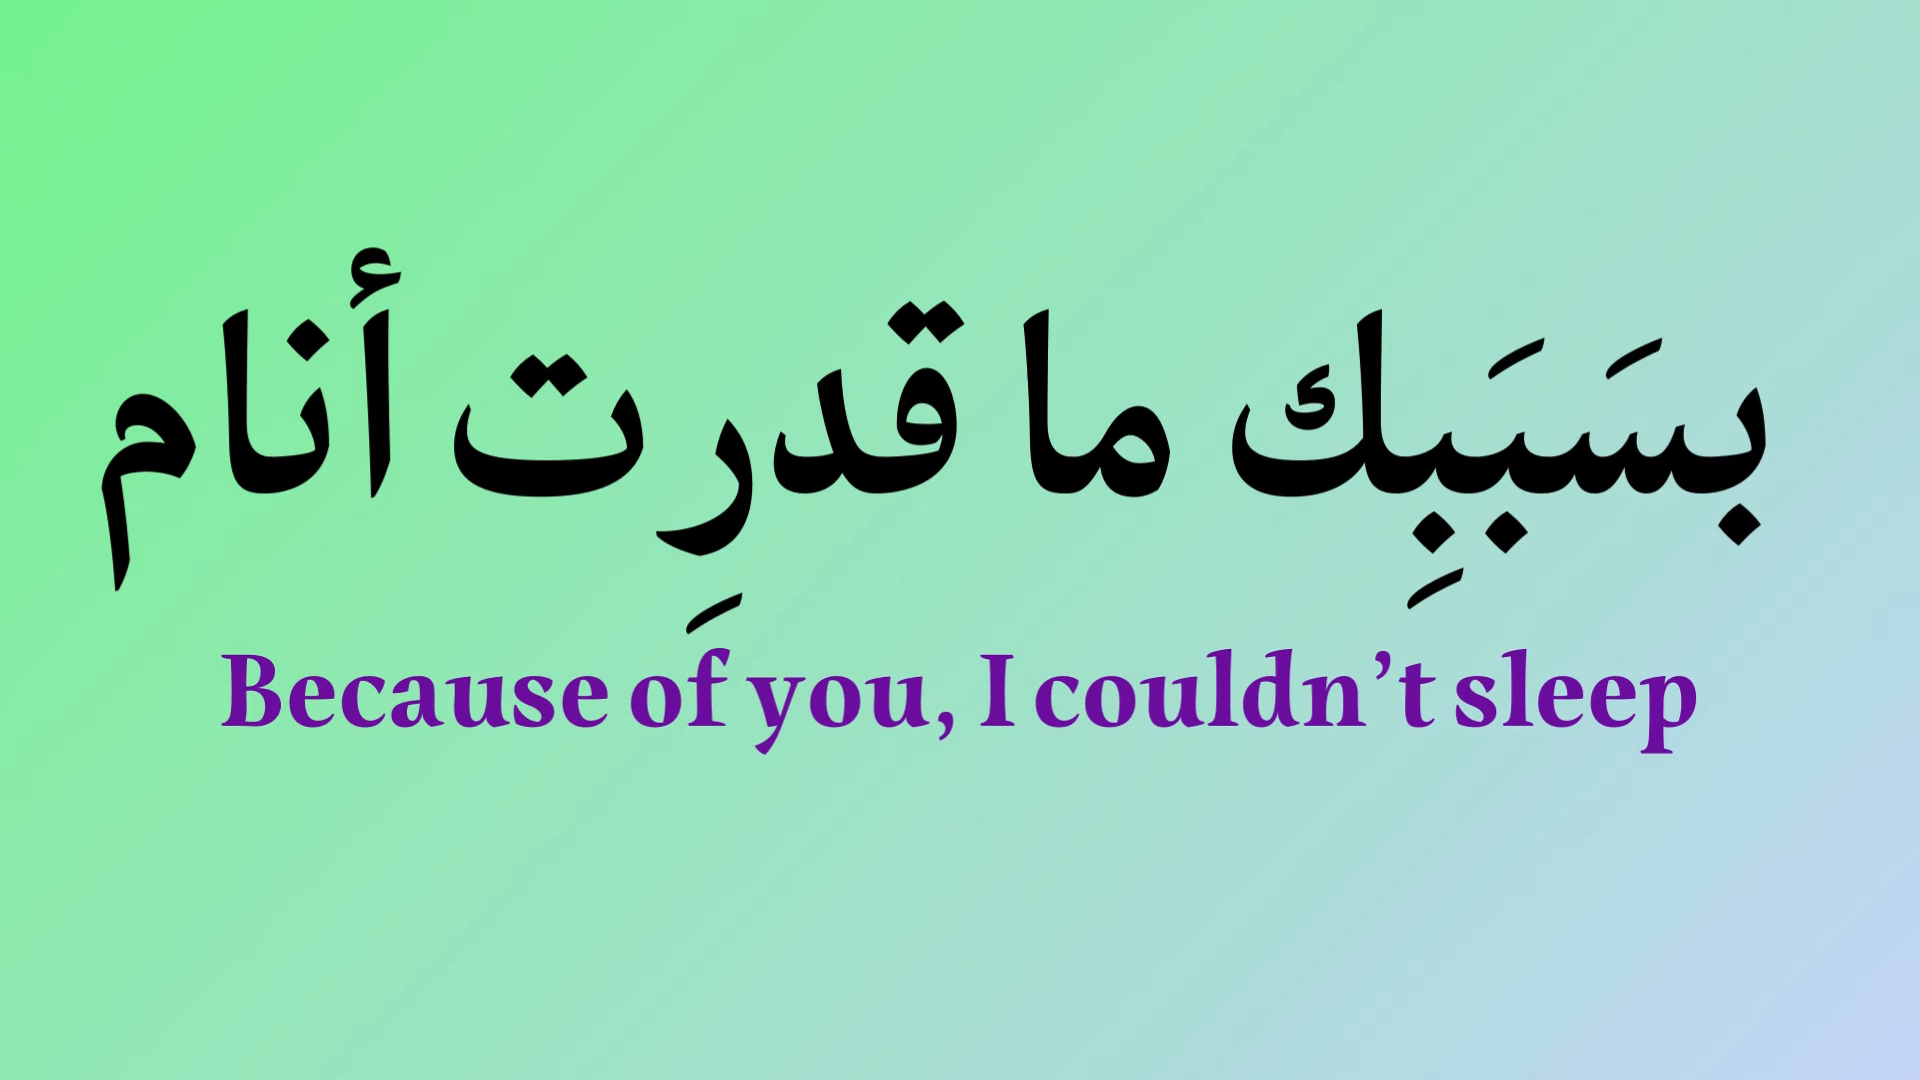 بسَبَبِك ما قدرِت أنام
Because of you, I couldn’t sleep